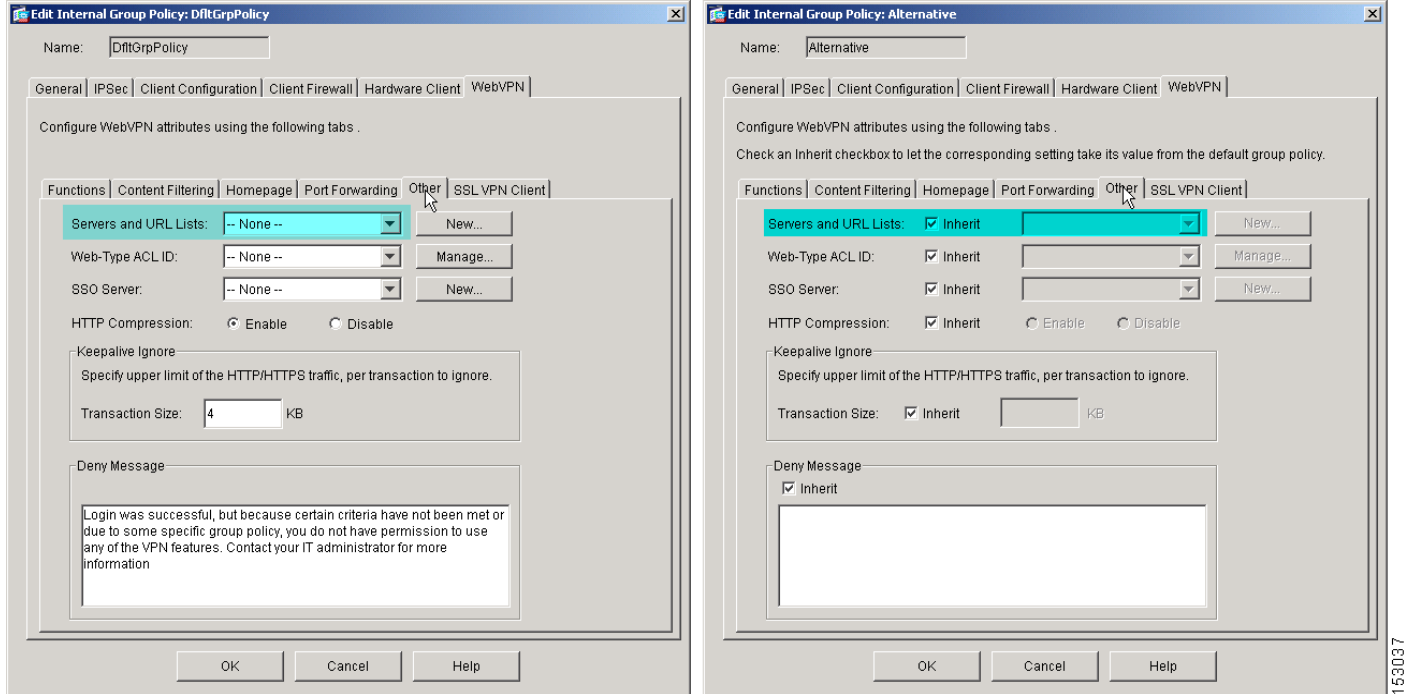 Edit Internal Group Policy: DfltGrpPolicy
Name: DfltGrpPolicy
General IPSec Client Configuration Client Firewall Hardware Client WebVPN
Configure WebVPN attributes using the following tabs .
Functions Content Filtering Homepage Port Forwarding Other SSL VPN Client
Servers and URL Lists: -- None -- New...
Web-Type ACL ID: -- None -- Manage...
SSO Server: -- None -- New...
HTTP Compression: Enable Disable
Keepalive Ignore
Specify upper limit of the HTTP/HTTPS traffic, per transaction to ignore.
Transaction Size: 4 KB
Deny Message
Login was successful, but because certain criteria have not been met or
due to some specific group policy, you do not have permission to use
any of the VPN features. Contact your IT administrator for more
information
OK Cancel Help
Edit Internal Group Policy: Alternative
Name: Alternative
General IPSec Client Configuration Client Firewall Hardware Client WebVPN
Configure WebVPN attributes using the following tabs .
Check an Inherit checkbox to let the corresponding setting take its value from the default group policy.
Functions Content Filtering Homepage Port Forwarding Other SSL VPN Client
Servers and URL Lists: Inherit New...
Web-Type ACL ID: Inherit Manage...
SSO Server: Inherit New...
HTTP Compression: Inherit Enable Disable
Keepalive Ignore
Specify upper limit of the HTTP/HTTPS traffic, per transaction to ignore.
Transaction Size: Inherit KB
Deny Message
Inherit
OK Cancel Help
153037